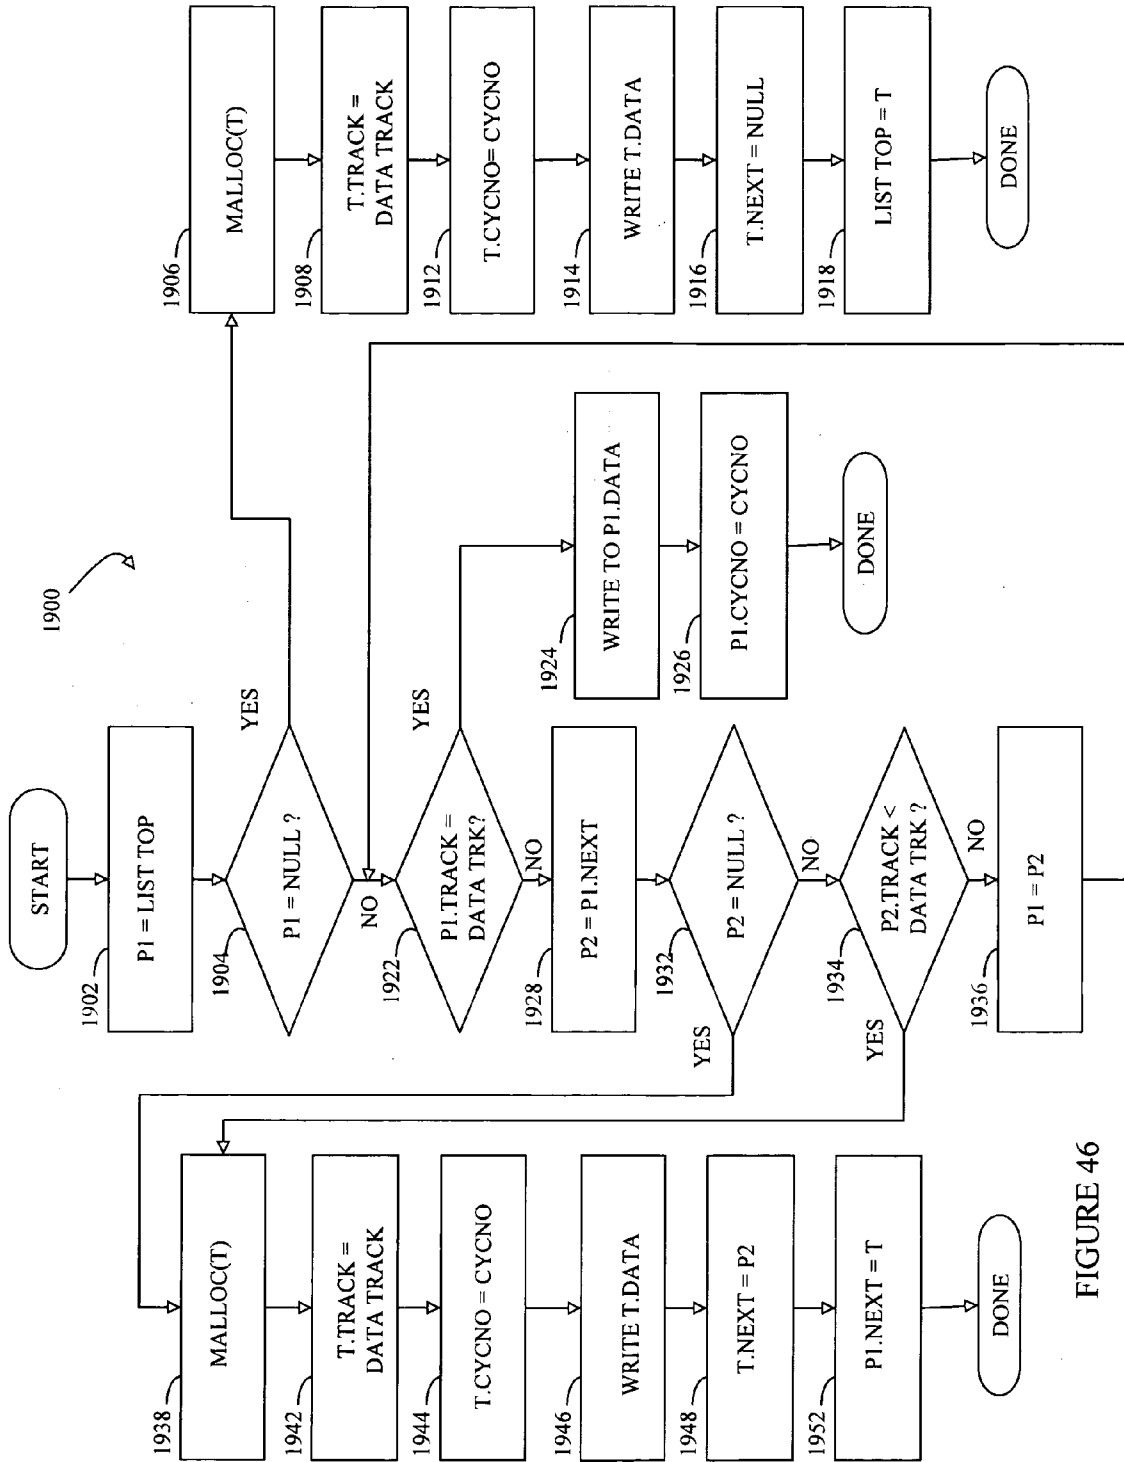 1900
START
1902
P1 = LIST TOP
1904
P1 = NULL ?
YES
NO
1906
MALLOC(T)
1908
T.TRACK =
DATA TRACK
1912
T.CYCNO= CYCNO
1914
WRITE T.DATA
1916
T.NEXT = NULL
1918
LIST TOP = T
DONE
1922
P1.TRACK =
DATA TRK?
YES
NO
1924
WRITE TO P1.DATA
1926
P1.CYCNO = CYCNO
DONE
1928
P2 = P1.NEXT
1932
P2 = NULL ?
YES
NO
1934
P2.TRACK <
DATA TRK ?
YES
NO
1936
P1 = P2
1938
MALLOC(T)
1942
T.TRACK =
DATA TRACK
1944
T.CYCNO = CYCNO
1946
WRITE T.DATA
1948
T.NEXT = P2
1952
P1.NEXT = T
DONE
FIGURE 46